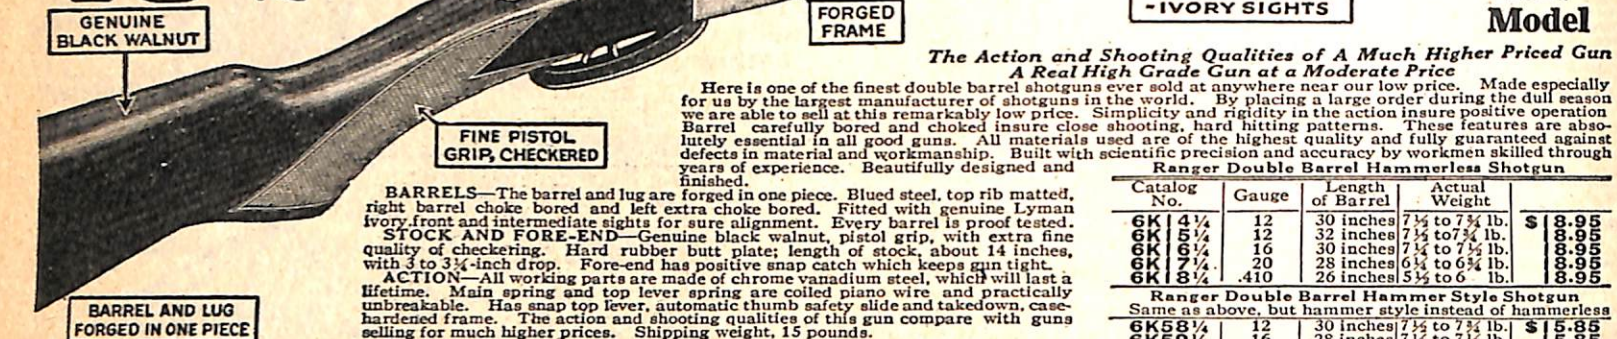 GENUINE
BLACK WALNUT
FORGED
FRAME
-IVORY SIGHTS
Model
FINE PISTOL
GRIP, CHECKERED
The Action and Shooting Qualities of A Much Higher Priced Gun
A Real High Grade Gun at a Moderate Price
Here is one of the finest double barrel shotguns ever sold at anywhere near our low price. Made especially
for us by the largest manufacturer of shotguns in the world. By placing a large order during the dull season
we are able to sell at this remarkably low price. Simplicity and rigidity in the action insure positive operation
Barrel carefully bored and choked insure close shooting, hard hitting patterns. These features are abso-
lutely essential in all good guns. All materials used are of the highest quality and fully guaranteed against
defects in material and workmanship. Built with scientific precision and accuracy by workmen skilled through
years of experience. Beautifully designed and
finished.
BARRELS—The barrel and lug are forged in one piece. Blued steel, top rib matted,
right barrel choke bored and left extra choke bored. Fitted with genuine Lyman
ivory front and intermediate sights for sure alignment. Every barrel is proof tested.
STOCK AND FORE-END—Genuine black walnut, pistol grip, with extra fine
quality of checkering. Hard rubber butt plate; length of stock, about 14 inches,
with 3 to 3¼-inch drop. Fore-end has positive snap catch which keeps gun tight.
ACTION—All working parts are made of chrome vanadium steel, which will last a
lifetime. Main spring and top lever spring are coiled piano wire and practically
unbreakable. Has snap top lever, automatic thumb safety slide and takedown, case-
hardened frame. The action and shooting qualities of this gun compare with guns
selling for much higher prices. Shipping weight, 15 pounds.
BARREL AND LUG
FORGED IN ONE PIECE
Ranger Double Barrel Hammerless Shotgun
Catalog No. Gauge Length of Barrel Actual Weight
6K14¼ 12 30 inches 7½ to 7¾ lb. $18.95
6K15¼ 12 32 inches 7½ to 7¾ lb. 18.95
6K16¼ 16 30 inches 7¼ to 7½ lb. 18.95
6K17¼ 20 28 inches 6¼ to 6¾ lb. 18.95
6K18¼ .410 26 inches 5½ to 6 lb. 18.95
Ranger Double Barrel Hammer Style Shotgun
Same as above, but hammer style instead of hammerless
6K58¼ 12 30 inches 7½ to 7¾ lb. $15.85